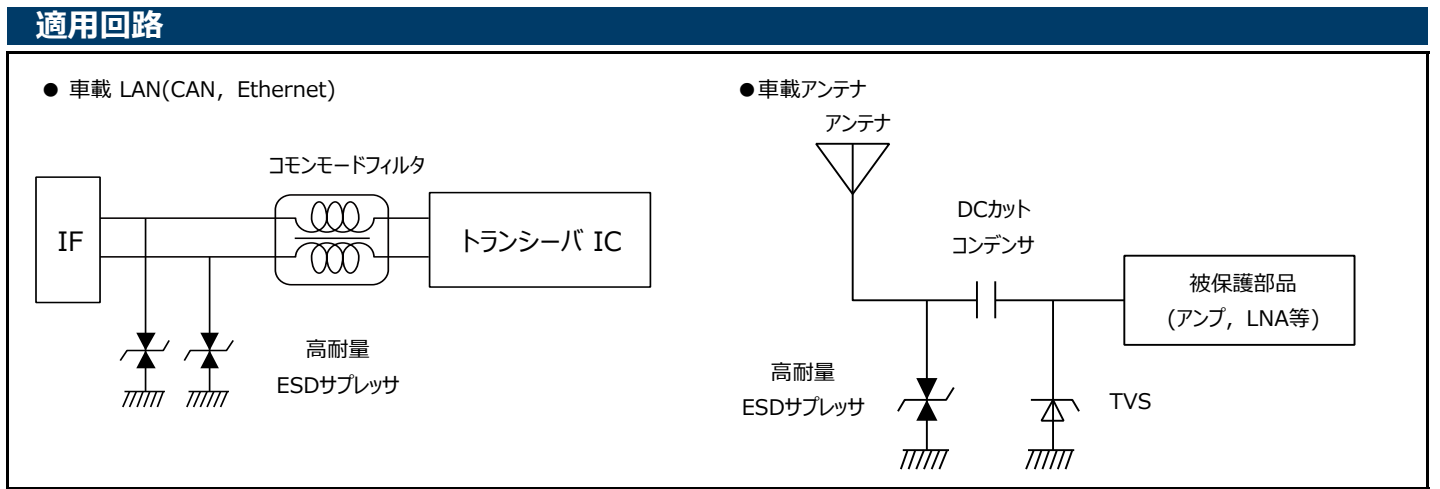 適用回路
● 車載 LAN(CAN，Ethernet)
コモンモードフィルタ
IF
トランシーバ IC
高耐量
ESDサプレッサ
●車載アンテナ
アンテナ
DCカット
コンデンサ
被保護部品
(アンプ，LNA等)
高耐量
ESDサプレッサ
TVS